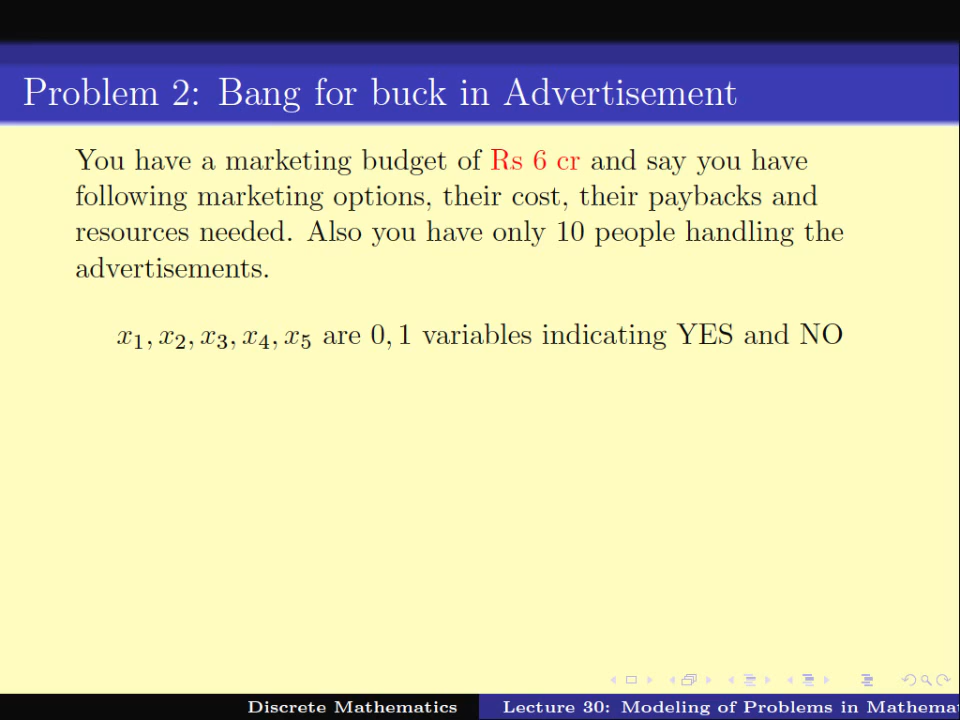 Problem 2: Bang for buck in Advertisement
You have a marketing budget of Rs 6 cr and say you have
following marketing options, their cost, their paybacks and
resources needed. Also you have only 10 people handling the
advertisements.
x₁, x₂, x₃, x₄, x₅ are 0, 1 variables indicating YES and NO
Discrete Mathematics
Lecture 30: Modeling of Problems in Mathemat